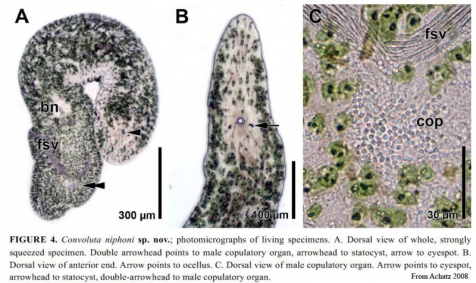 A
B
C
bn
fsv
fsv
cop
300 µm
100 µm
30 µm
FIGURE 4. Convoluta niphoni sp. nov.; photomicrographs of living specimens. A. Dorsal view of whole, strongly
squeezed specimen. Double arrowhead points to male copulatory organ, arrowhead to statocyst, arrow to eyespot. B.
Dorsal view of anterior end. Arrow points to ocellus. C. Dorsal view of male copulatory organ. Arrow points to eyespot,
arrowhead to statocyst, double-arrowhead to male copulatory organ.
From Achatz 2008